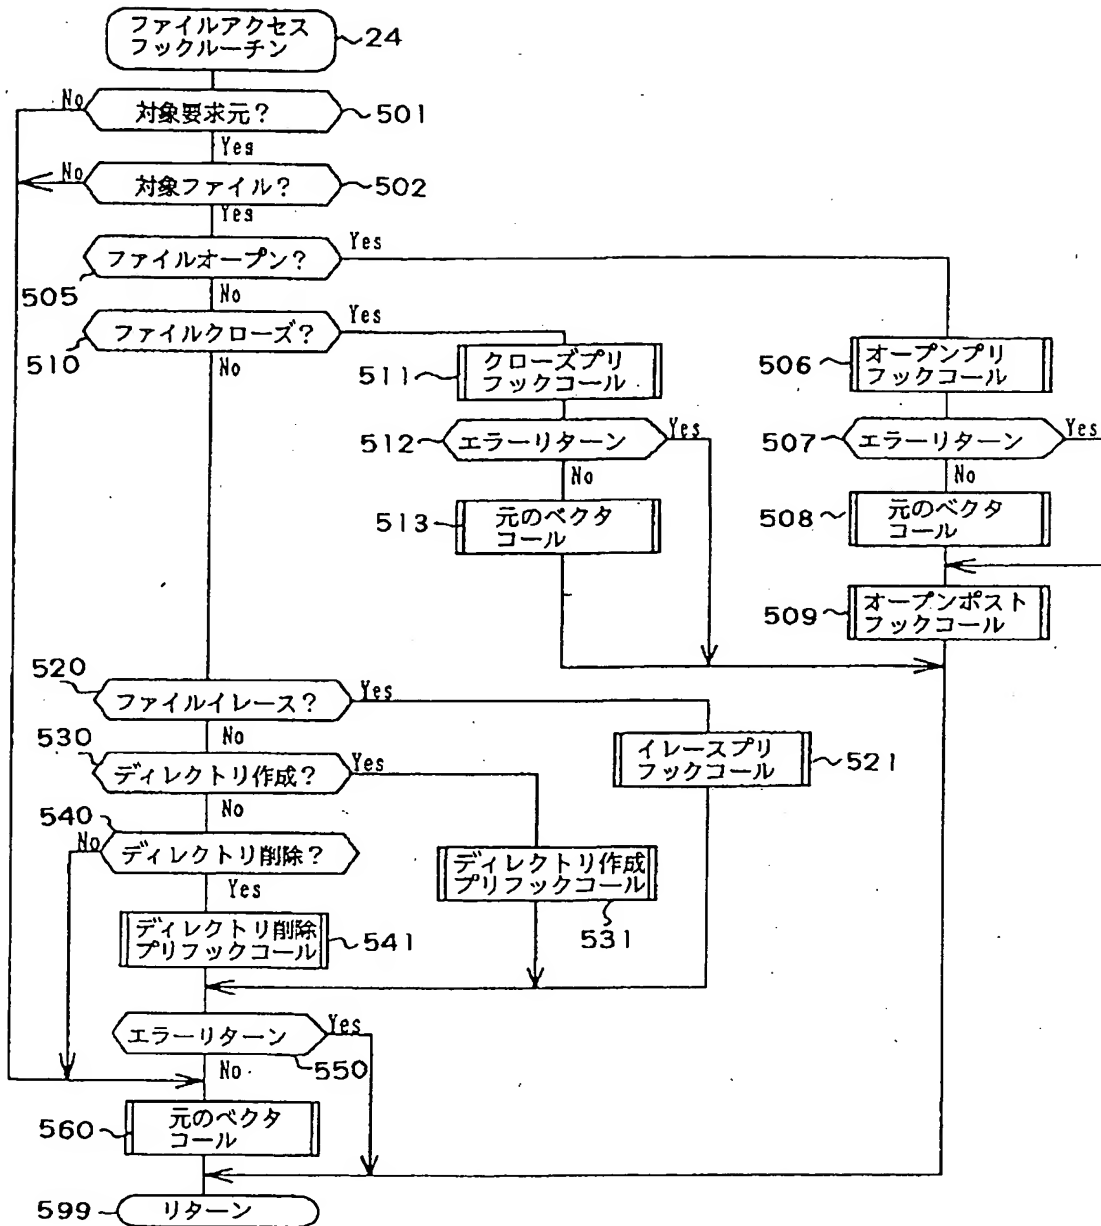 ファイルアクセス
フックルーチン
24
No
対象要求元?
501
Yes
No
対象ファイル?
502
Yes
ファイルオープン?
Yes
505
No
ファイルクローズ?
Yes
510
No
511
クローズプリ
フックコール
506
オープンプリ
フックコール
512
エラーリターン
Yes
No
507
エラーリターン
Yes
No
513
元のベクタ
コール
508
元のベクタ
コール
509
オープンポスト
フックコール
520
ファイルイレース?
Yes
No
イレースプリ
フックコール
521
530
ディレクトリ作成?
Yes
No
540
No
ディレクトリ削除?
Yes
ディレクトリ作成
プリフックコール
531
ディレクトリ削除
プリフックコール
541
エラーリターン
Yes
550
No
560
元のベクタ
コール
599
リターン